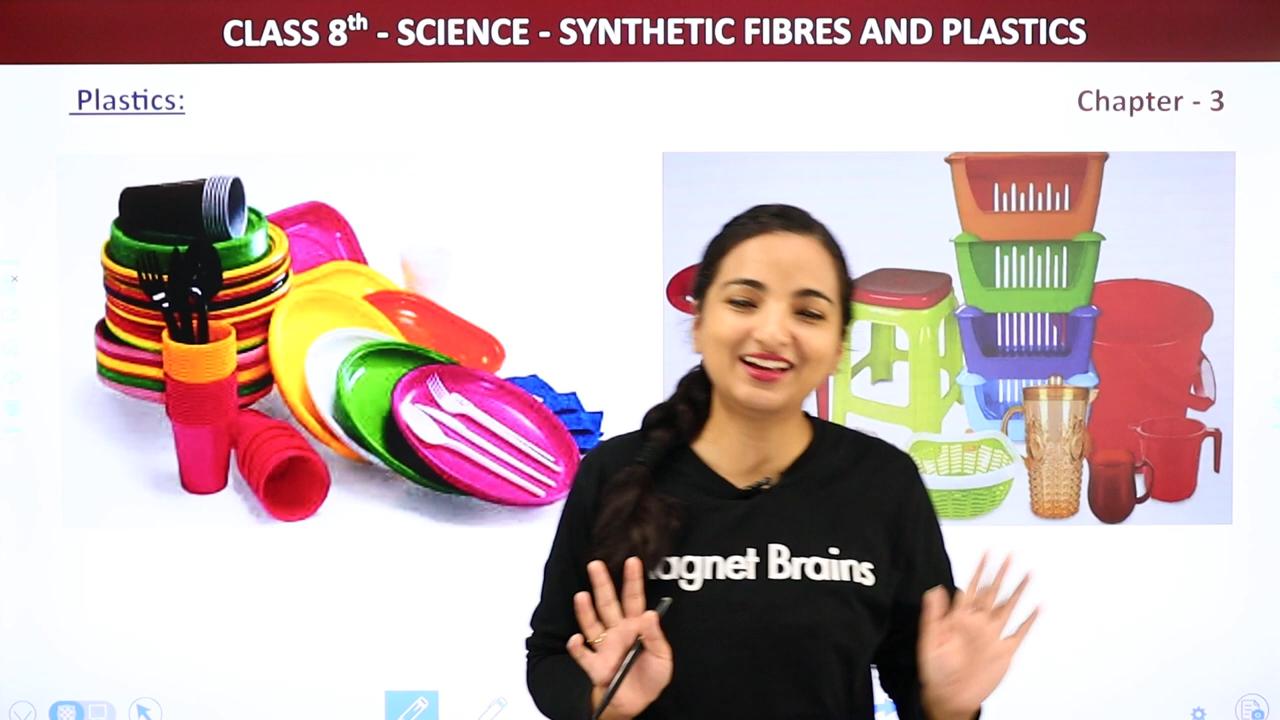 CLASS 8th - SCIENCE - SYNTHETIC FIBRES AND PLASTICS
Plastics:
Chapter - 3
agnet Brains